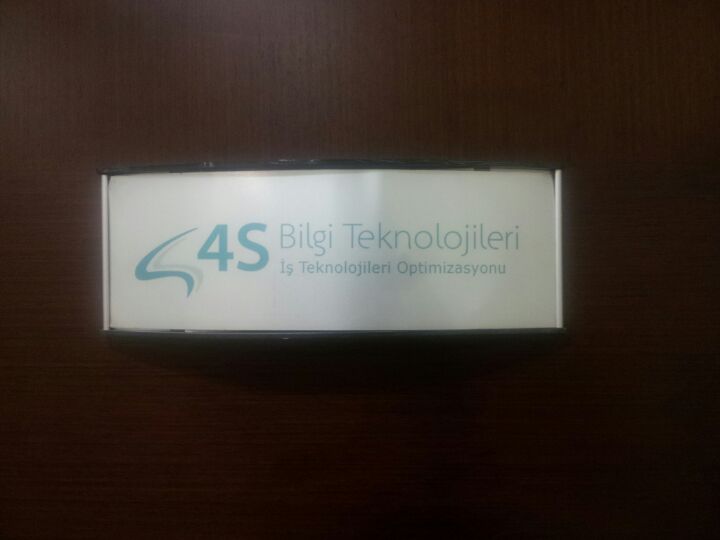 4S Bilgi Teknolojileri
İş Teknolojileri Optimizasyonu